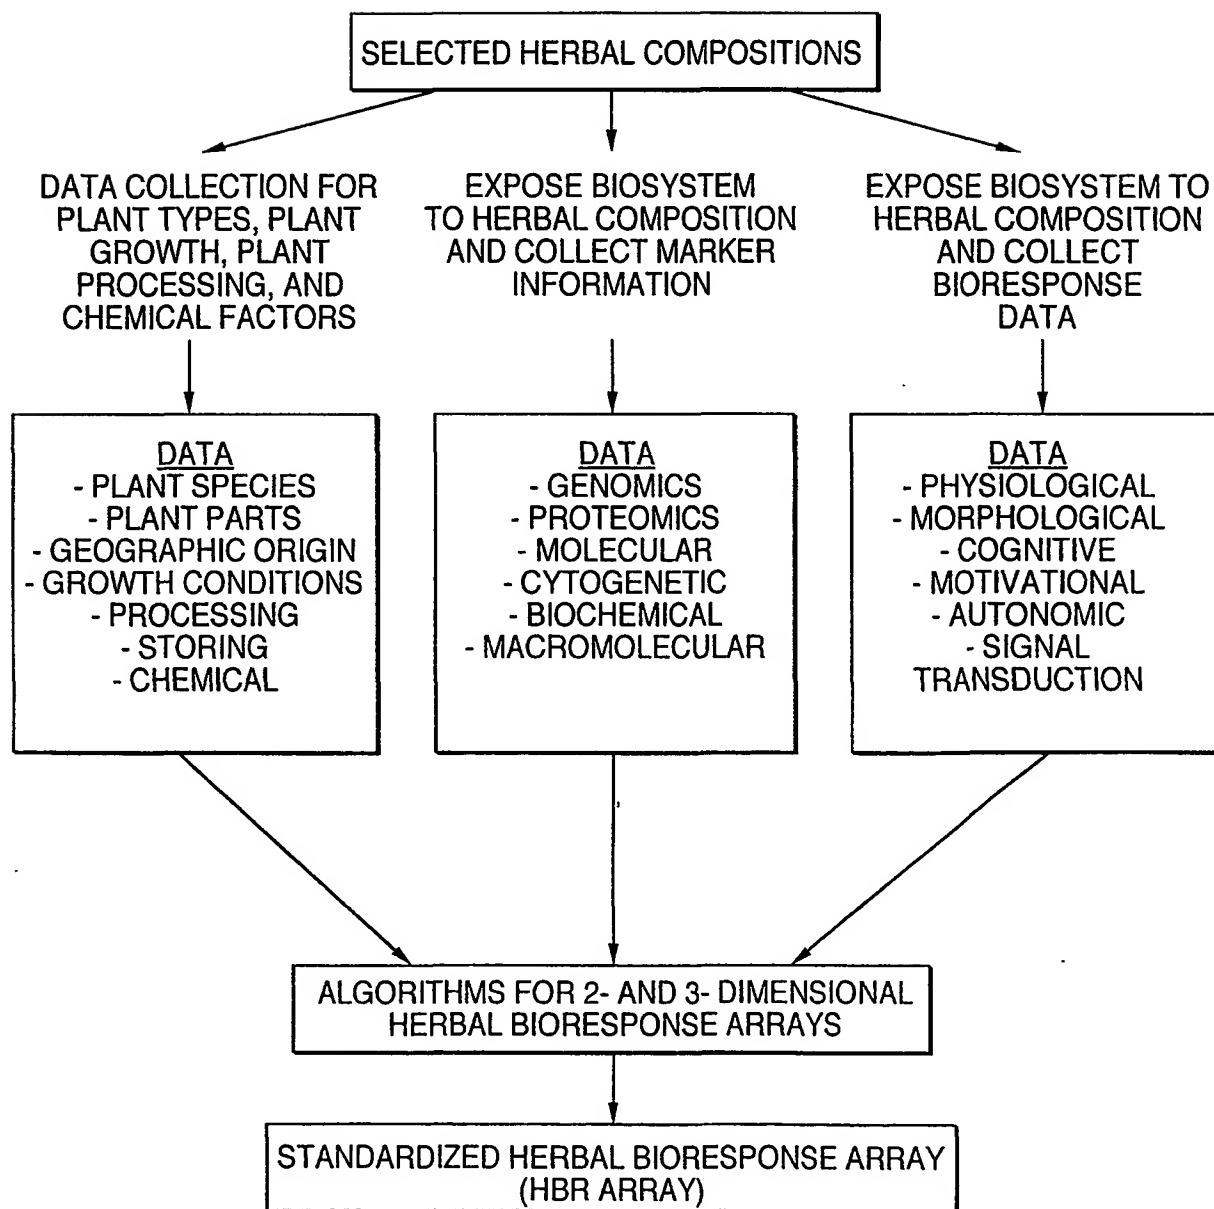 SELECTED HERBAL COMPOSITIONS
DATA COLLECTION FOR
PLANT TYPES, PLANT
GROWTH, PLANT
PROCESSING, AND
CHEMICAL FACTORS
EXPOSE BIOSYSTEM
TO HERBAL COMPOSITION
AND COLLECT MARKER
INFORMATION
EXPOSE BIOSYSTEM TO
HERBAL COMPOSITION
AND COLLECT
BIORESPONSE
DATA
DATA
- PLANT SPECIES
- PLANT PARTS
- GEOGRAPHIC ORIGIN
- GROWTH CONDITIONS
- PROCESSING
- STORING
- CHEMICAL
DATA
- GENOMICS
- PROTEOMICS
- MOLECULAR
- CYTOGENETIC
- BIOCHEMICAL
- MACROMOLECULAR
DATA
- PHYSIOLOGICAL
- MORPHOLOGICAL
- COGNITIVE
- MOTIVATIONAL
- AUTONOMIC
- SIGNAL
TRANSDUCTION
ALGORITHMS FOR 2- AND 3- DIMENSIONAL
HERBAL BIORESPONSE ARRAYS
STANDARDIZED HERBAL BIORESPONSE ARRAY
(HBR ARRAY)